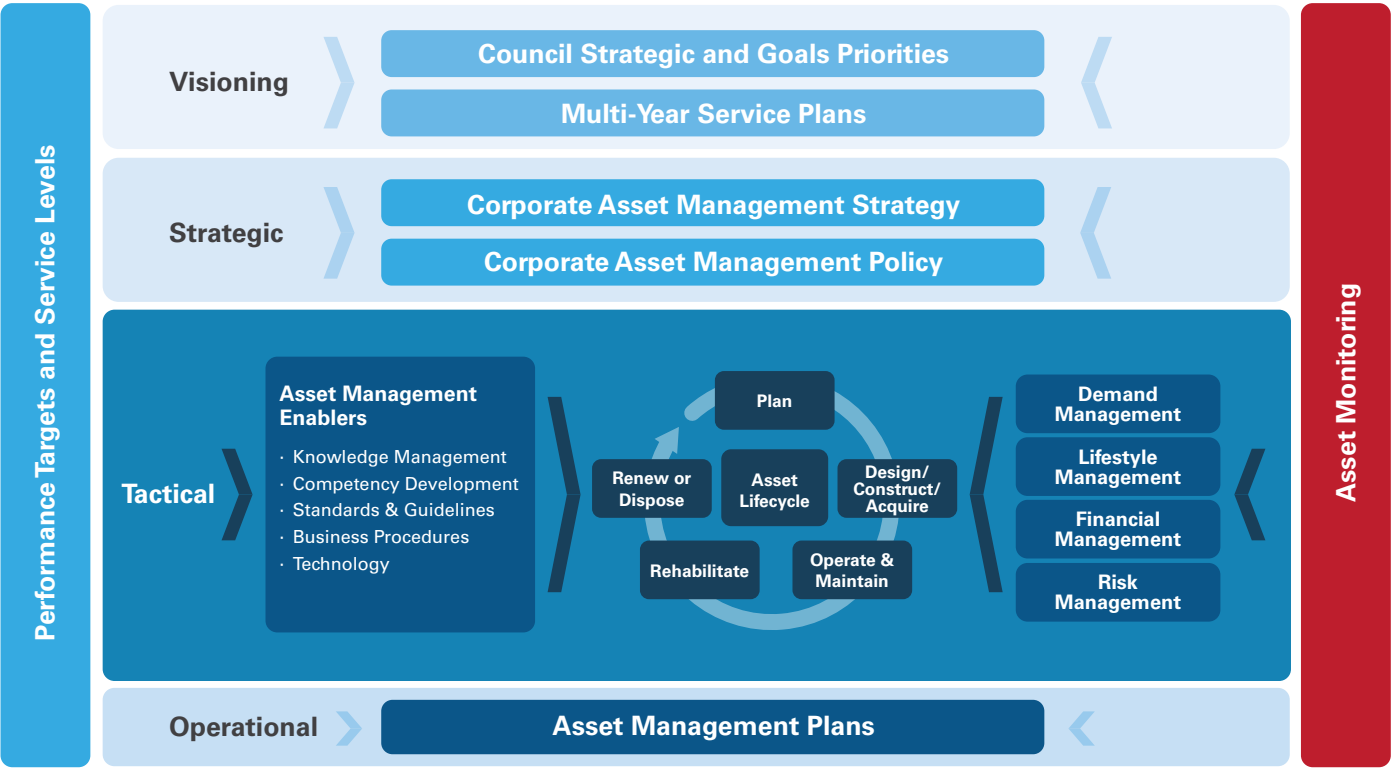 Performance Targets and Service Levels
Visioning
Council Strategic and Goals Priorities
Multi-Year Service Plans
Strategic
Corporate Asset Management Strategy
Corporate Asset Management Policy
Tactical
Asset Management
Enablers
· Knowledge Management
· Competency Development
· Standards & Guidelines
· Business Procedures
· Technology
Plan
Design/
Construct/
Acquire
Operate &
Maintain
Rehabilitate
Renew or
Dispose
Asset
Lifecycle
Demand
Management
Lifestyle
Management
Financial
Management
Risk
Management
Operational
Asset Management Plans
Asset Monitoring